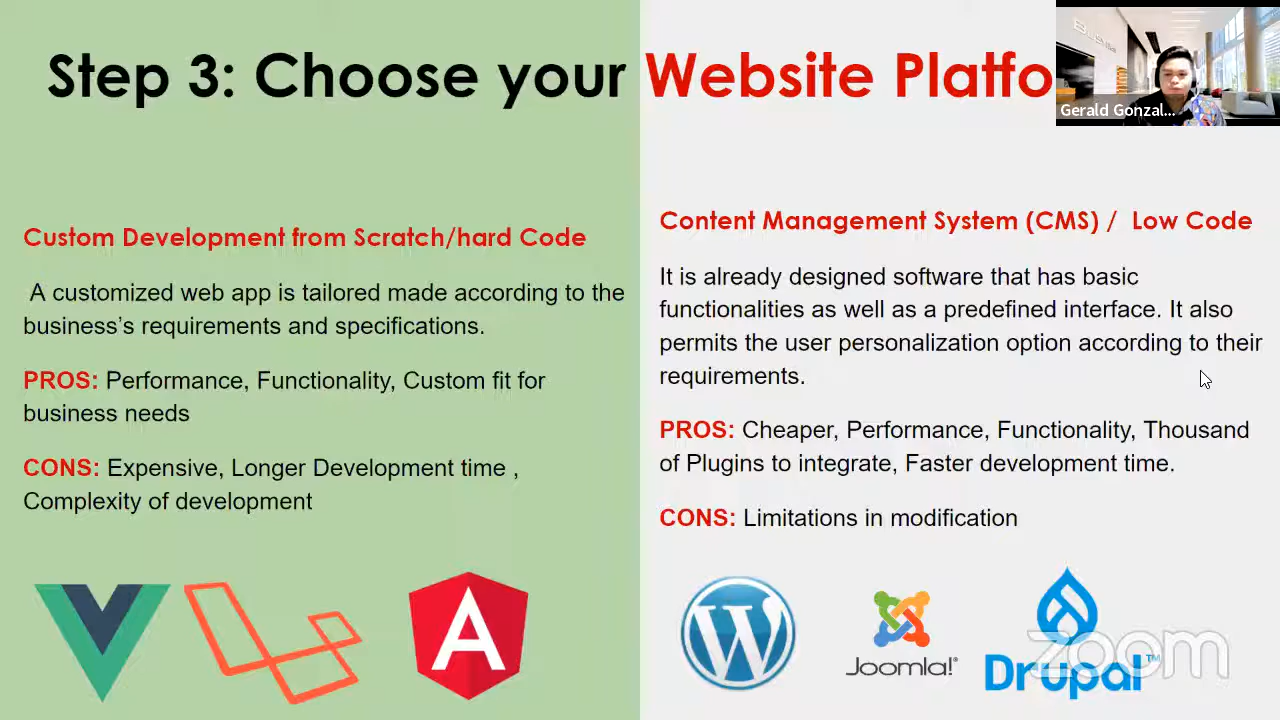 Step 3: Choose your Website Platfo
Gerald Gonzal...
Custom Development from Scratch/hard Code
A customized web app is tailored made according to the
business’s requirements and specifications.
PROS: Performance, Functionality, Custom fit for
business needs
CONS: Expensive, Longer Development time ,
Complexity of development
Content Management System (CMS) / Low Code
It is already designed software that has basic
functionalities as well as a predefined interface. It also
permits the user personalization option according to their
requirements.
PROS: Cheaper, Performance, Functionality, Thousand
of Plugins to integrate, Faster development time.
CONS: Limitations in modification
A
W
Joomla!®
Drupal™
zoom